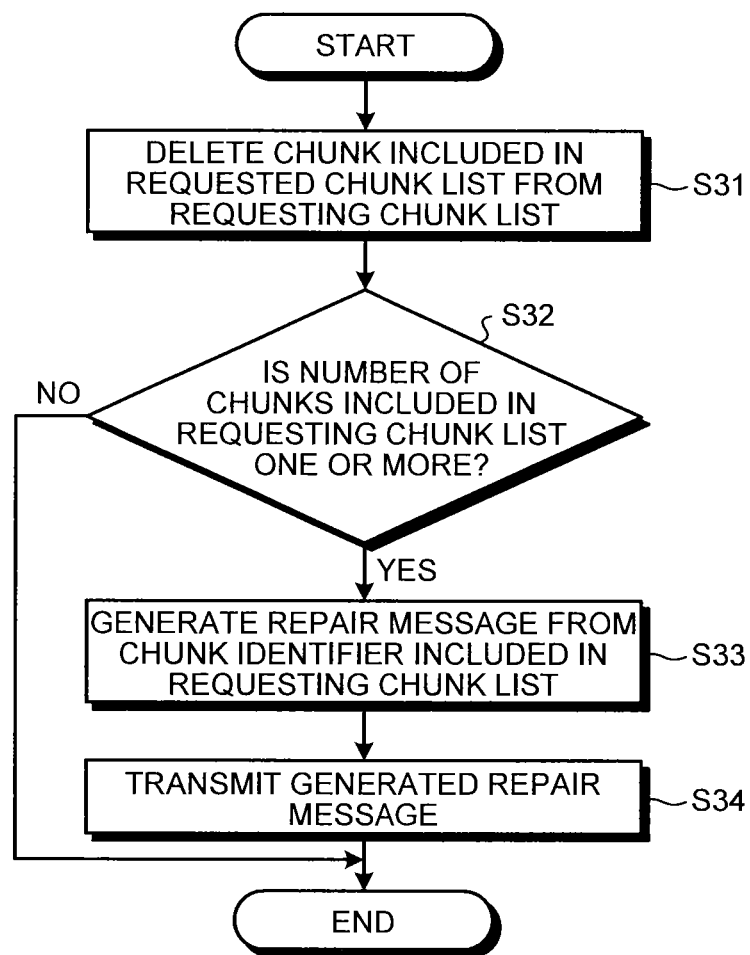 START
DELETE CHUNK INCLUDED IN
REQUESTED CHUNK LIST FROM
REQUESTING CHUNK LIST
S31
S32
IS NUMBER OF
CHUNKS INCLUDED IN
REQUESTING CHUNK LIST
ONE OR MORE?
NO
YES
GENERATE REPAIR MESSAGE FROM
CHUNK IDENTIFIER INCLUDED IN
REQUESTING CHUNK LIST
S33
TRANSMIT GENERATED REPAIR
MESSAGE
S34
END